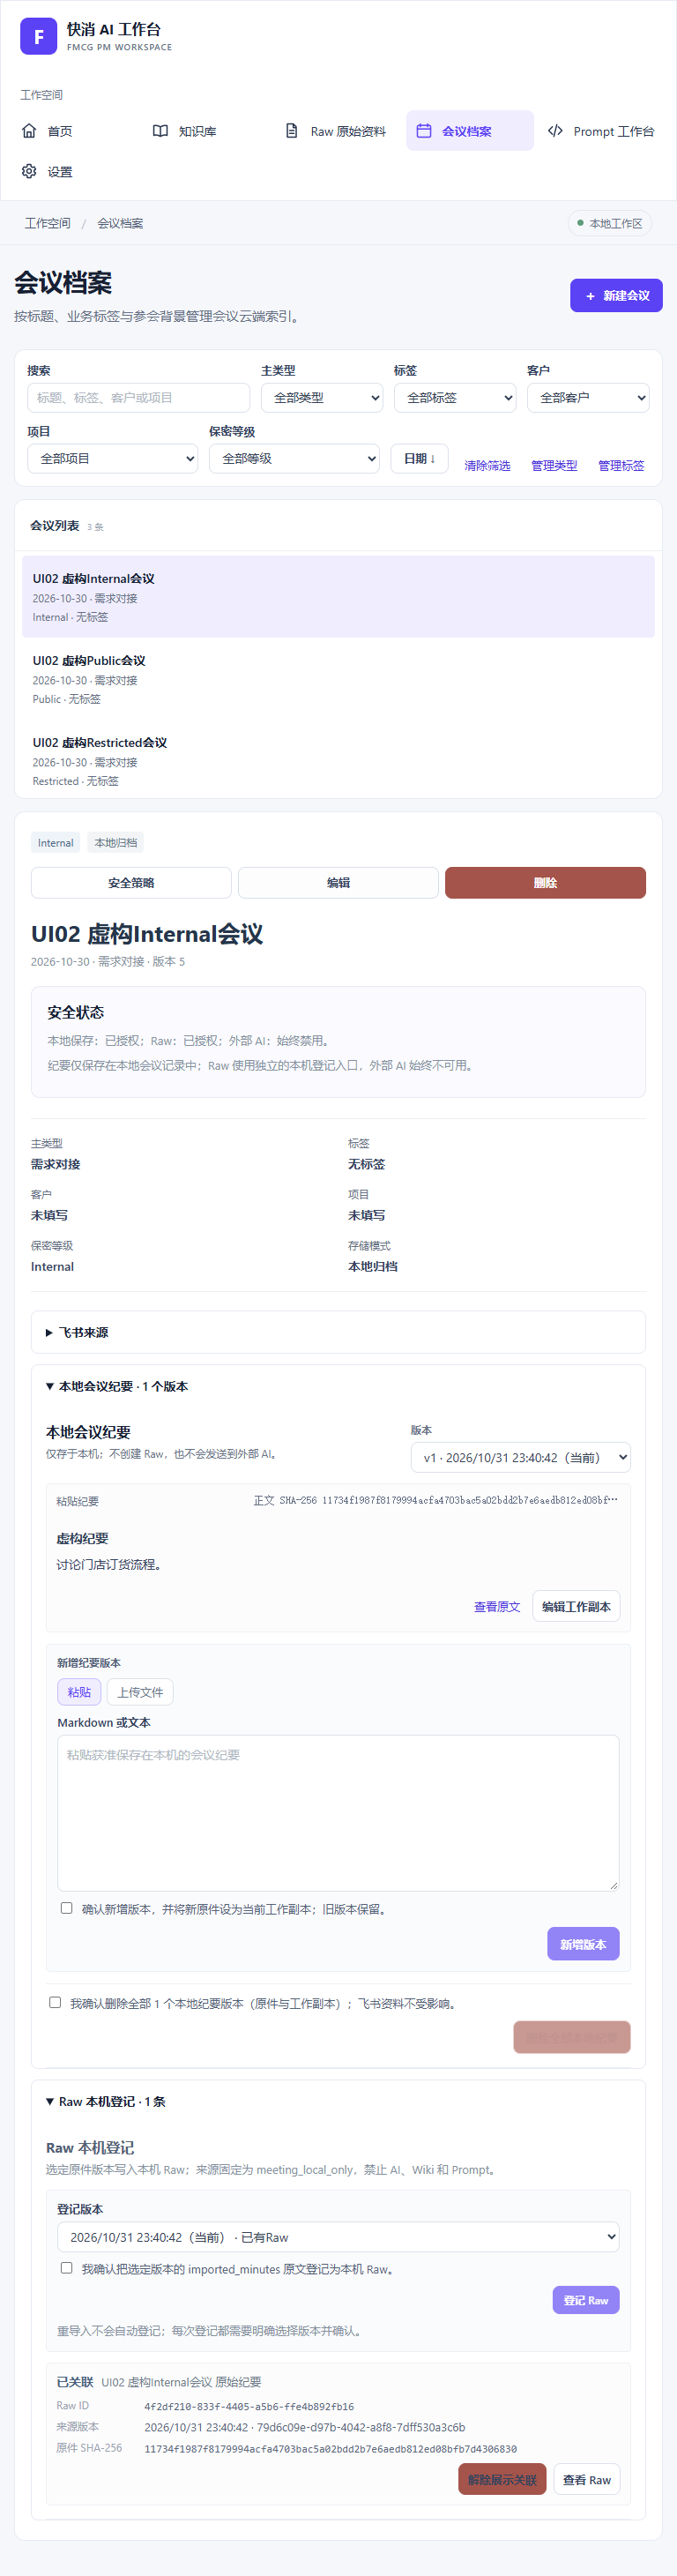 F
快消 AI 工作台
FMCG PM WORKSPACE
工作空间
首页 知识库 Raw 原始资料 会议档案 Prompt 工作台
设置
工作空间 / 会议档案 本地工作区
会议档案
按标题、业务标签与参会背景管理会议云端索引。
+ 新建会议
搜索 主类型 标签 客户
标题、标签、客户或项目 全部类型 全部标签 全部客户
项目 保密等级
全部项目 全部等级 日期 ↓ 清除筛选 管理类型 管理标签
会议列表 3 条
UI02 虚构Internal会议
2026-10-30 · 需求对接
Internal · 无标签
UI02 虚构Public会议
2026-10-30 · 需求对接
Public · 无标签
UI02 虚构Restricted会议
2026-10-30 · 需求对接
Restricted · 无标签
Internal 本地归档
安全策略 编辑 删除
UI02 虚构Internal会议
2026-10-30 · 需求对接 · 版本 5
安全状态
本地保存：已授权；Raw：已授权；外部 AI：始终禁用。
纪要仅保存在本地会议记录中；Raw 使用独立的本机登记入口，外部 AI 始终不可用。
主类型 标签
需求对接 无标签
客户 项目
未填写 未填写
保密等级 存储模式
Internal 本地归档
▶ 飞书来源
▼ 本地会议纪要 · 1 个版本
本地会议纪要
仅存于本机；不创建 Raw，也不会发送到外部 AI。
版本
v1 · 2026/10/31 23:40:42（当前）
粘贴纪要 正文 SHA-256 11734f1987f8179994acfa4703bac5a02bdd2b7e6aedb812ed08bf…
虚构纪要
讨论门店订货流程。
查看原文 编辑工作副本
新增纪要版本
粘贴 上传文件
Markdown 或文本
粘贴获准保存在本机的会议纪要
确认新增版本，并将新原件设为当前工作副本；旧版本保留。
新增版本
我确认删除全部 1 个本地纪要版本（原件与工作副本）；飞书资料不受影响。
▼ Raw 本机登记 · 1 条
Raw 本机登记
选定原件版本写入本机 Raw；来源固定为 meeting_local_only，禁止 AI、Wiki 和 Prompt。
登记版本
2026/10/31 23:40:42（当前） · 已有Raw
我确认把选定版本的 imported_minutes 原文登记为本机 Raw。
登记 Raw
重导入不会自动登记；每次登记都需要明确选择版本并确认。
已关联 UI02 虚构Internal会议 原始纪要
Raw ID 4f2df210-833f-4405-a5b6-ffe4b892fb16
来源版本 2026/10/31 23:40:42 · 79d6c09e-d97b-4042-a8f8-7dff530a3c6b
原件 SHA-256 11734f1987f8179994acfa4703bac5a02bdd2b7e6aedb812ed08bfb7d4306830
解除展示关联 查看 Raw